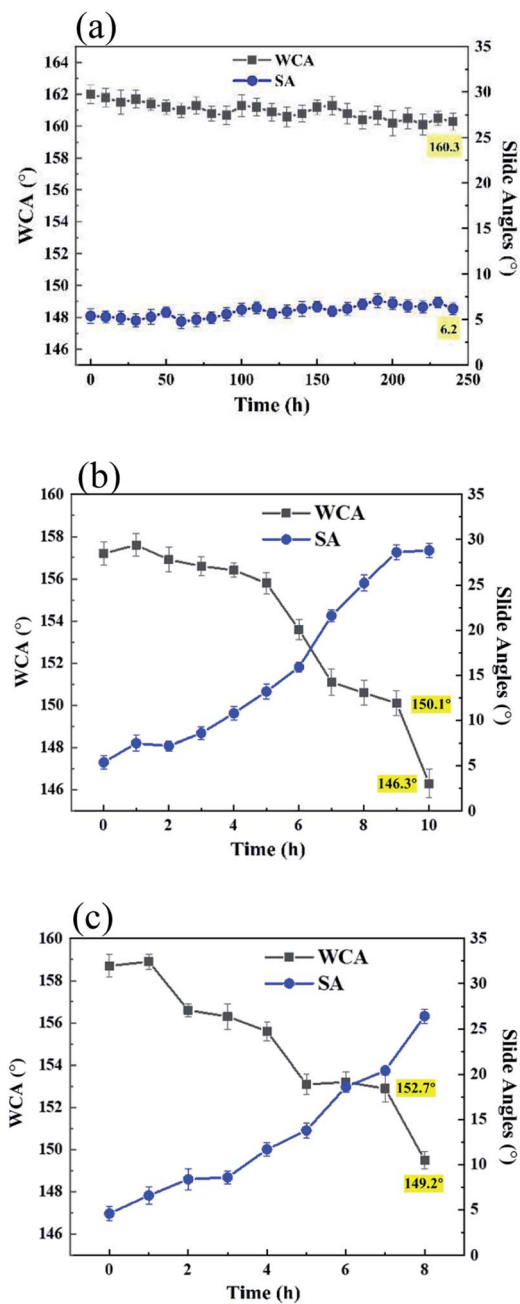 (a)
164
162
160
158
156
154
152
150
148
146
WCA (°)
WCA
SA
160.3
6.2
35
30
25
20
15
10
5
0
Slide Angles (°)
0 50 100 150 200 250
Time (h)
(b)
160
158
156
154
152
150
148
146
WCA (°)
WCA
SA
150.1°
146.3°
35
30
25
20
15
10
5
0
Slide Angles (°)
0 2 4 6 8 10
Time (h)
(c)
160
158
156
154
152
150
148
146
WCA (°)
WCA
SA
152.7°
149.2°
35
30
25
20
15
10
5
0
Slide Angles (°)
0 2 4 6 8
Time (h)